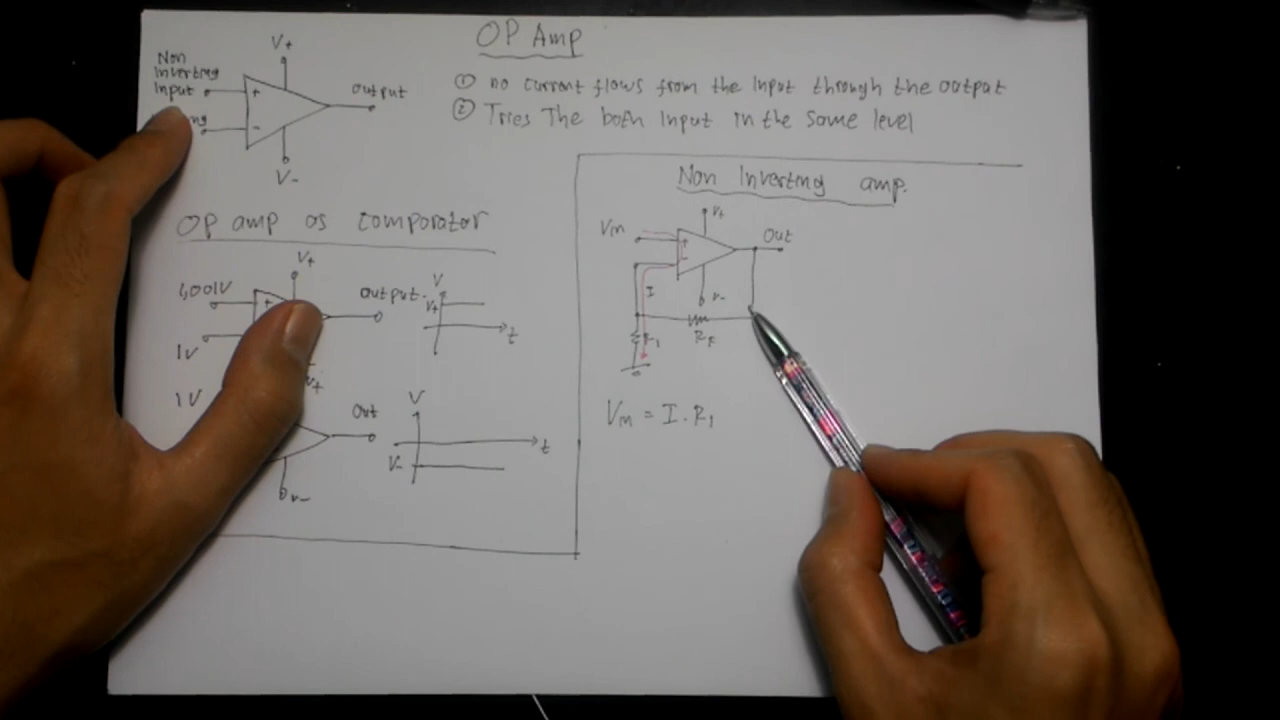 OP Amp
① no current flows from the Input through the output
② Tries The both Input in the same level
Non
Inverting
Input
V+
+
-
output
V-
OP amp as comparator
1,001V
1V
V+
+
output
V
V+
t
1V
V+
Out
V-
V
V-
t
Non Inverting amp.
Vin
V+
Out
I
V-
R1
RF
Vin = I . R1